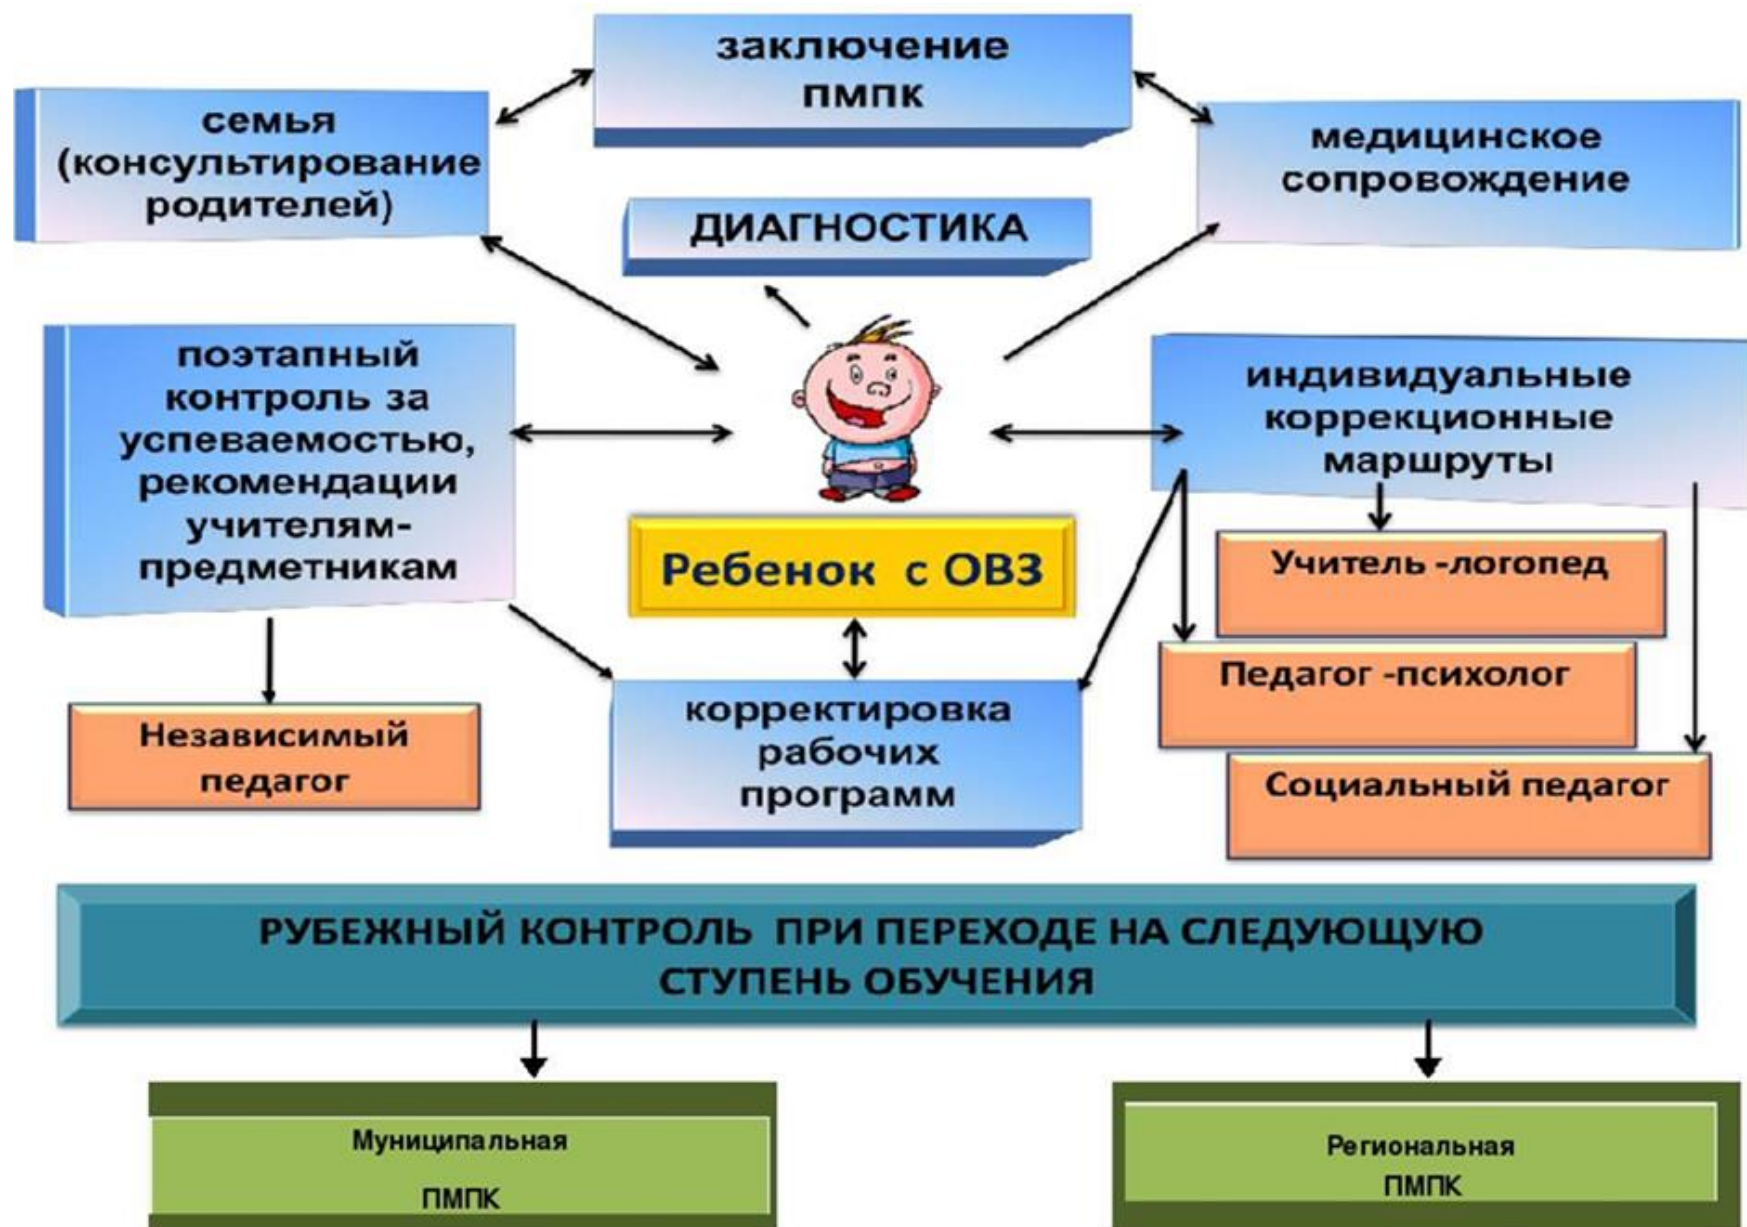 заключение
пмпк
семья
(консультирование
родителей)
медицинское
сопровождение
ДИАГНОСТИКА
поэтапный
контроль за
успеваемостью,
рекомендации
учителям-
предметникам
индивидуальные
коррекционные
маршруты
Ребенок с ОВЗ
Учитель -логопед
Педагог -психолог
Социальный педагог
Независимый
педагог
корректировка
рабочих
программ
РУБЕЖНЫЙ КОНТРОЛЬ ПРИ ПЕРЕХОДЕ НА СЛЕДУЮЩУЮ
СТУПЕНЬ ОБУЧЕНИЯ
Муниципальная
ПМПК
Региональная
ПМПК